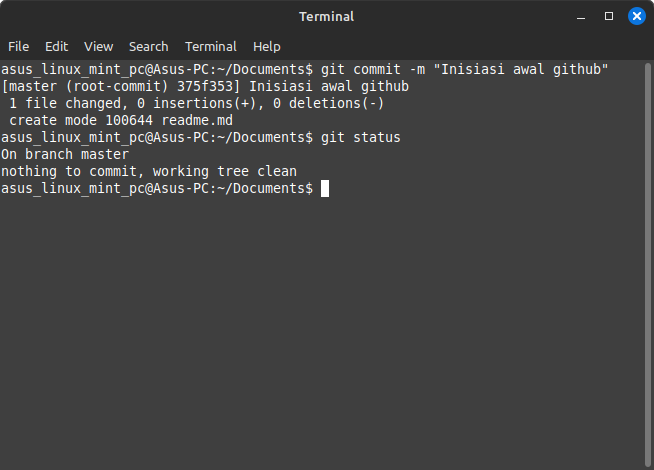 Terminal
File Edit View Search Terminal Help
asus_linux_mint_pc@Asus-PC:~/Documents$ git commit -m "Inisiasi awal github"
[master (root-commit) 375f353] Inisiasi awal github
 1 file changed, 0 insertions(+), 0 deletions(-)
 create mode 100644 readme.md
asus_linux_mint_pc@Asus-PC:~/Documents$ git status
On branch master
nothing to commit, working tree clean
asus_linux_mint_pc@Asus-PC:~/Documents$